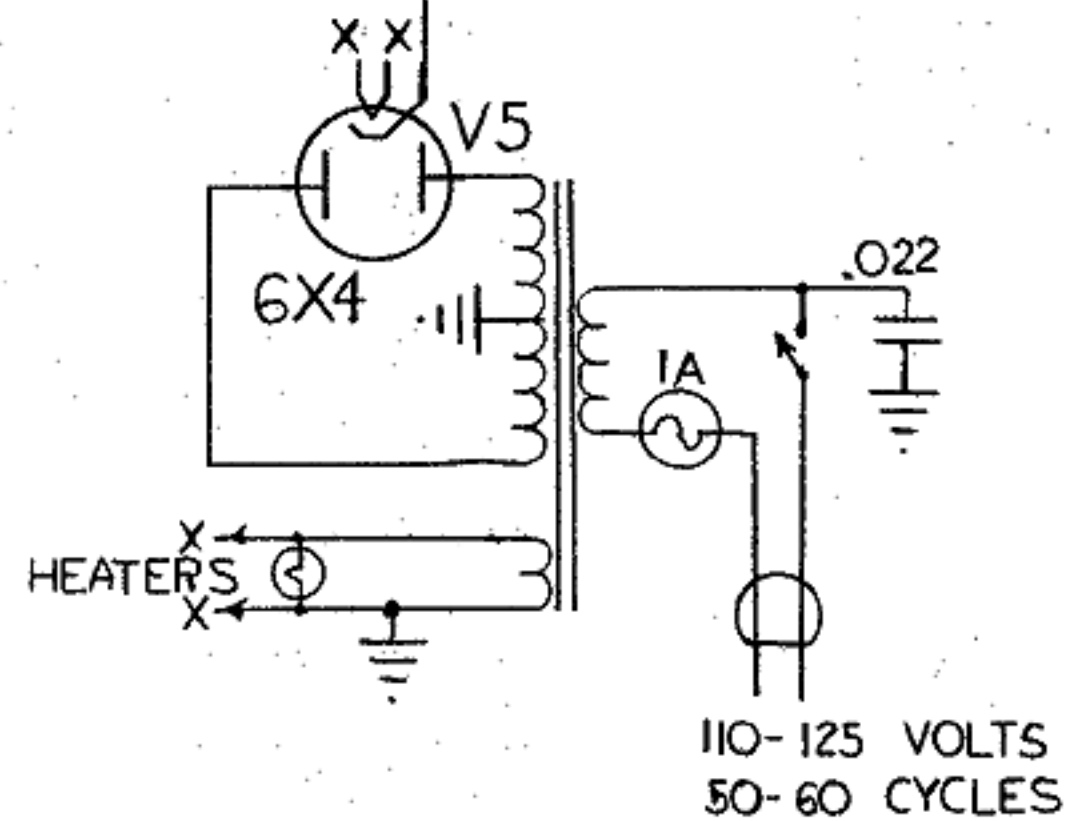 X X
V5
6X4
.022
1A
X
HEATERS
X
110-125 VOLTS
50-60 CYCLES